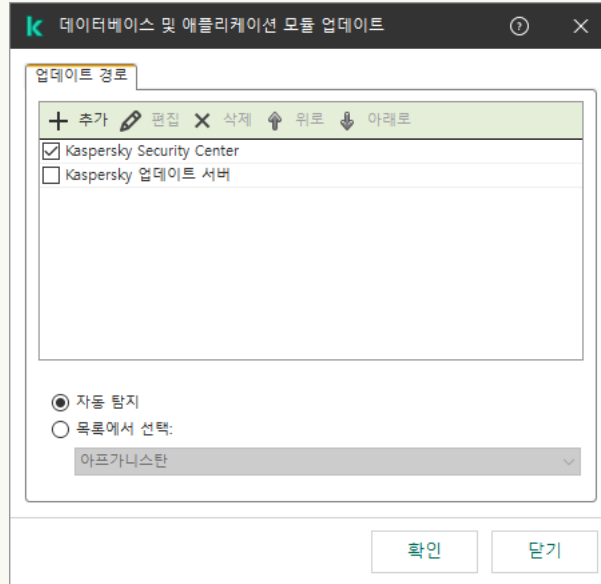 데이터베이스 및 애플리케이션 모듈 업데이트
업데이트 경로
추가 편집 삭제 위로 아래로
Kaspersky Security Center
Kaspersky 업데이트 서버
자동 탐지
목록에서 선택:
아프가니스탄
확인 닫기